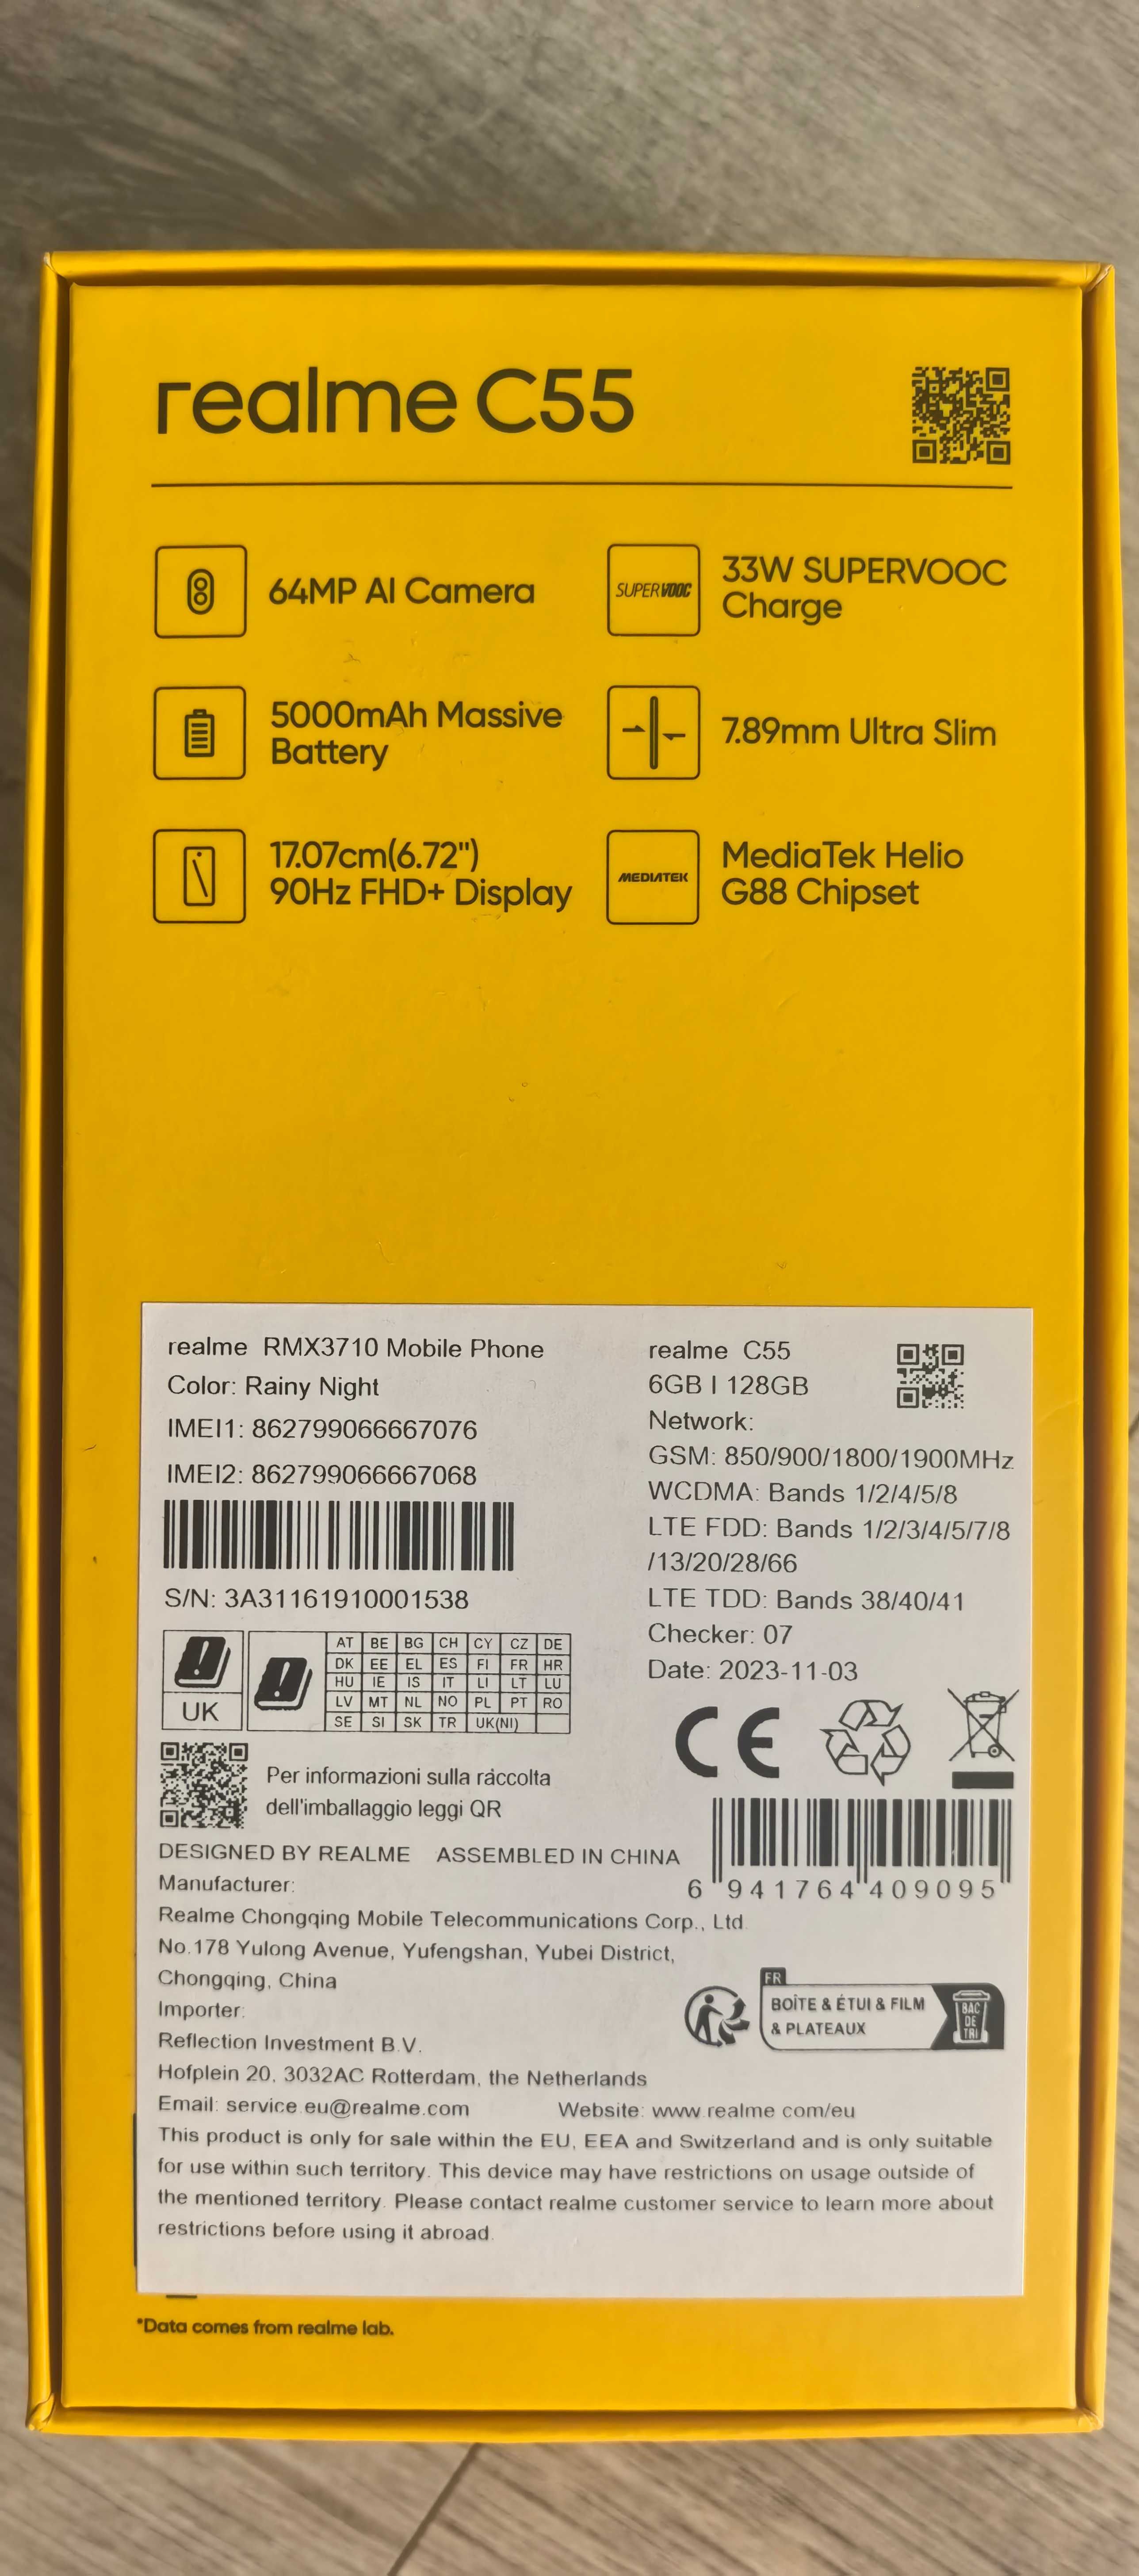 realme C55
64MP AI Camera
SUPERVOOC
33W SUPERVOOC
Charge
5000mAh Massive
Battery
7.89mm Ultra Slim
17.07cm(6.72")
90Hz FHD+ Display
MEDIATEK
MediaTek Helio
G88 Chipset
realme RMX3710 Mobile Phone
Color: Rainy Night
IMEI1: 862799066667076
IMEI2: 862799066667068
S/N: 3A31161910001538
realme C55
6GB | 128GB
Network:
GSM: 850/900/1800/1900MHz
WCDMA: Bands 1/2/4/5/8
LTE FDD: Bands 1/2/3/4/5/7/8
/13/20/28/66
LTE TDD: Bands 38/40/41
Checker: 07
Date: 2023-11-03
UK
AT BE BG CH CY CZ DE
DK EE EL ES FI FR HR
HU IE IS IT LI LT LU
LV MT NL NO PL PT RO
SE SI SK TR UK(NI)
CE
Per informazioni sulla raccolta
dell'imballaggio leggi QR
6 941764 409095
DESIGNED BY REALME ASSEMBLED IN CHINA
Manufacturer:
Realme Chongqing Mobile Telecommunications Corp., Ltd.
No.178 Yulong Avenue, Yufengshan, Yubei District,
Chongqing, China
Importer:
Reflection Investment B.V.
Hofplein 20, 3032AC Rotterdam, the Netherlands
FR
BOÎTE & ÉTUI & FILM
& PLATEAUX
BAC
DE
TRI
Email: service.eu@realme.com Website: www.realme.com/eu
This product is only for sale within the EU, EEA and Switzerland and is only suitable
for use within such territory. This device may have restrictions on usage outside of
the mentioned territory. Please contact realme customer service to learn more about
restrictions before using it abroad.
*Data comes from realme lab.